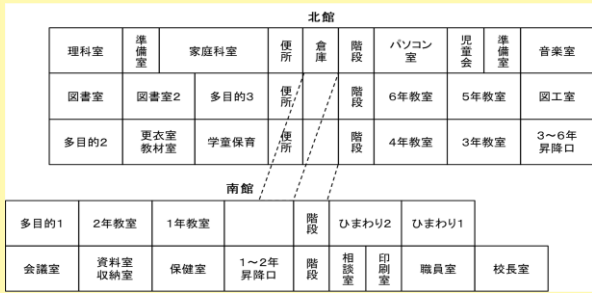 北館
理科室 準備室 家庭科室 便所 倉庫 階段 パソコン室 児童会 準備室 音楽室
図書室 図書室2 多目的3 便所 階段 6年教室 5年教室 図工室
多目的2 更衣室教材室 学童保育 便所 階段 4年教室 3年教室 3〜6年昇降口
南館
多目的1 2年教室 1年教室 階段 ひまわり2 ひまわり1
会議室 資料室収納室 保健室 1〜2年昇降口 階段 相談室 印刷室 職員室 校長室